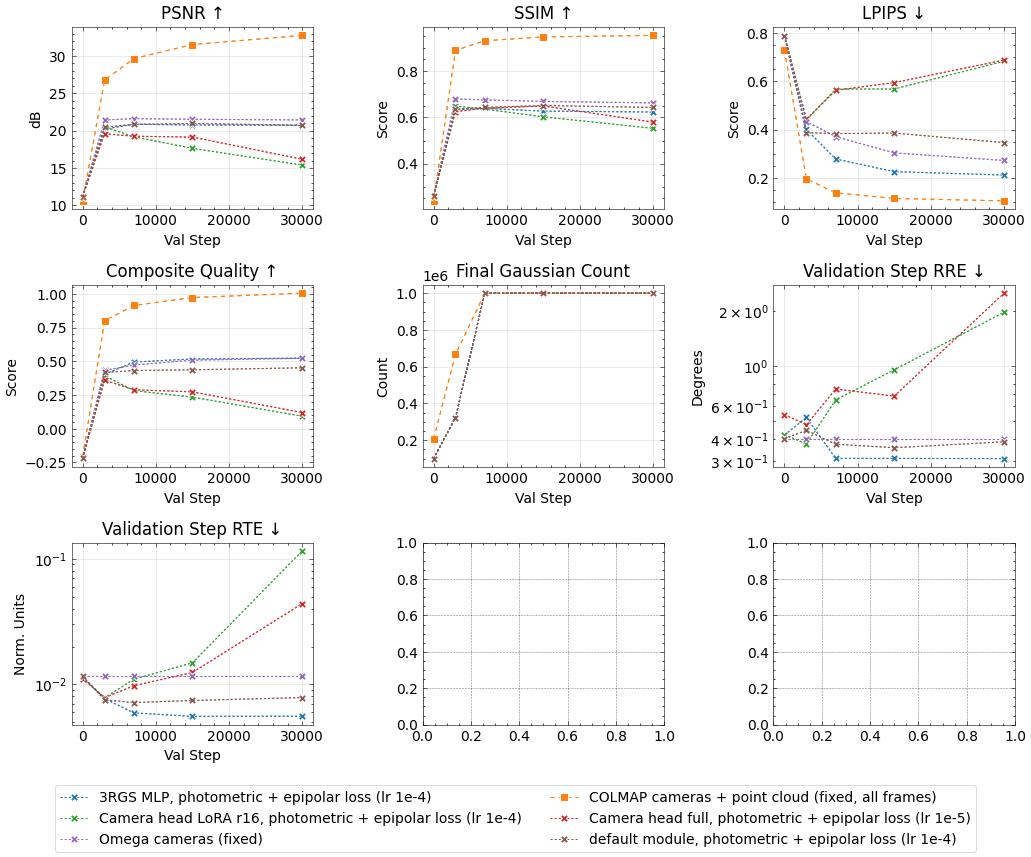 PSNR ↑
SSIM ↑
LPIPS ↓
dB
30
25
20
15
10
0 10000 20000 30000
Val Step
Score
0.8
0.6
0.4
0 10000 20000 30000
Val Step
Score
0.8
0.6
0.4
0.2
0 10000 20000 30000
Val Step
Composite Quality ↑
Final Gaussian Count
Validation Step RRE ↓
Score
1.00
0.75
0.50
0.25
0.00
−0.25
0 10000 20000 30000
Val Step
1e6
Count
1.0
0.8
0.6
0.4
0.2
0 10000 20000 30000
Val Step
Degrees
2 × 10⁰
10⁰
6 × 10⁻¹
4 × 10⁻¹
3 × 10⁻¹
0 10000 20000 30000
Val Step
Validation Step RTE ↓
Norm. Units
10⁻¹
10⁻²
0 10000 20000 30000
Val Step
1.0
0.8
0.6
0.4
0.2
0.0
0.0 0.2 0.4 0.6 0.8 1.0
1.0
0.8
0.6
0.4
0.2
0.0
0.0 0.2 0.4 0.6 0.8 1.0
3RGS MLP, photometric + epipolar loss (lr 1e-4)
Camera head LoRA r16, photometric + epipolar loss (lr 1e-4)
Omega cameras (fixed)
COLMAP cameras + point cloud (fixed, all frames)
Camera head full, photometric + epipolar loss (lr 1e-5)
default module, photometric + epipolar loss (lr 1e-4)